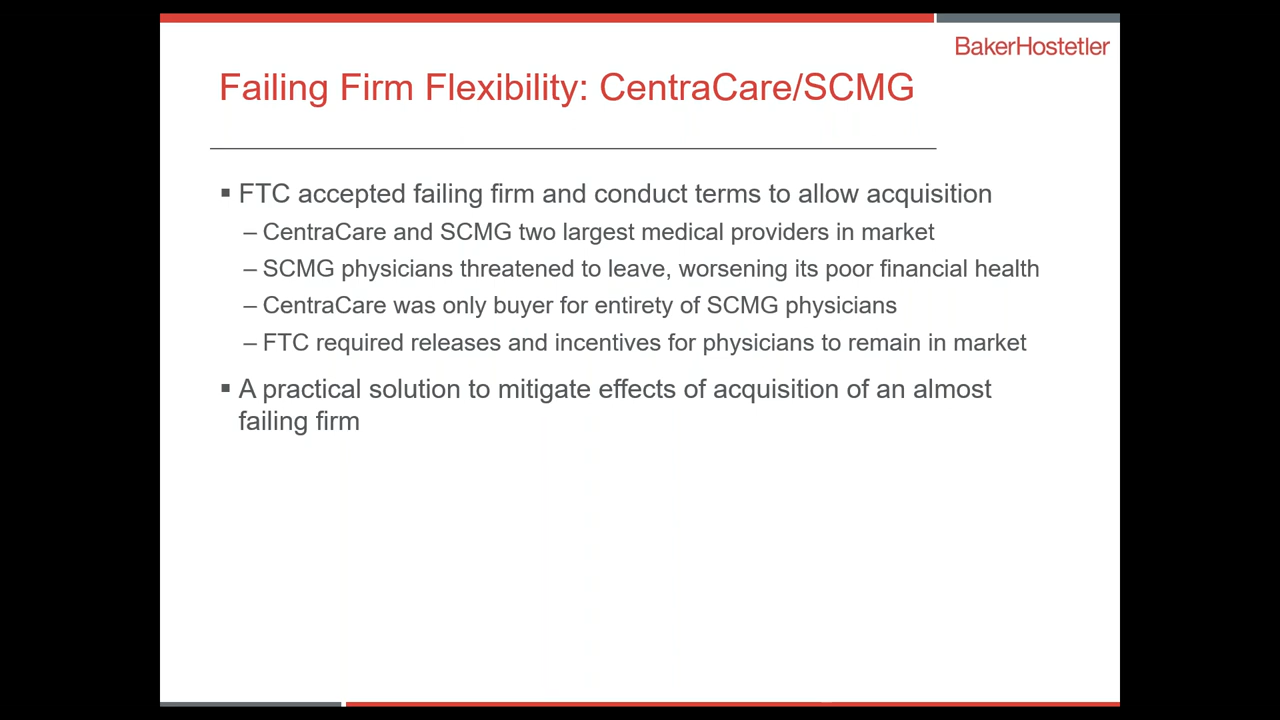 BakerHostetler
Failing Firm Flexibility: CentraCare/SCMG
▪ FTC accepted failing firm and conduct terms to allow acquisition
– CentraCare and SCMG two largest medical providers in market
– SCMG physicians threatened to leave, worsening its poor financial health
– CentraCare was only buyer for entirety of SCMG physicians
– FTC required releases and incentives for physicians to remain in market
▪ A practical solution to mitigate effects of acquisition of an almost
failing firm